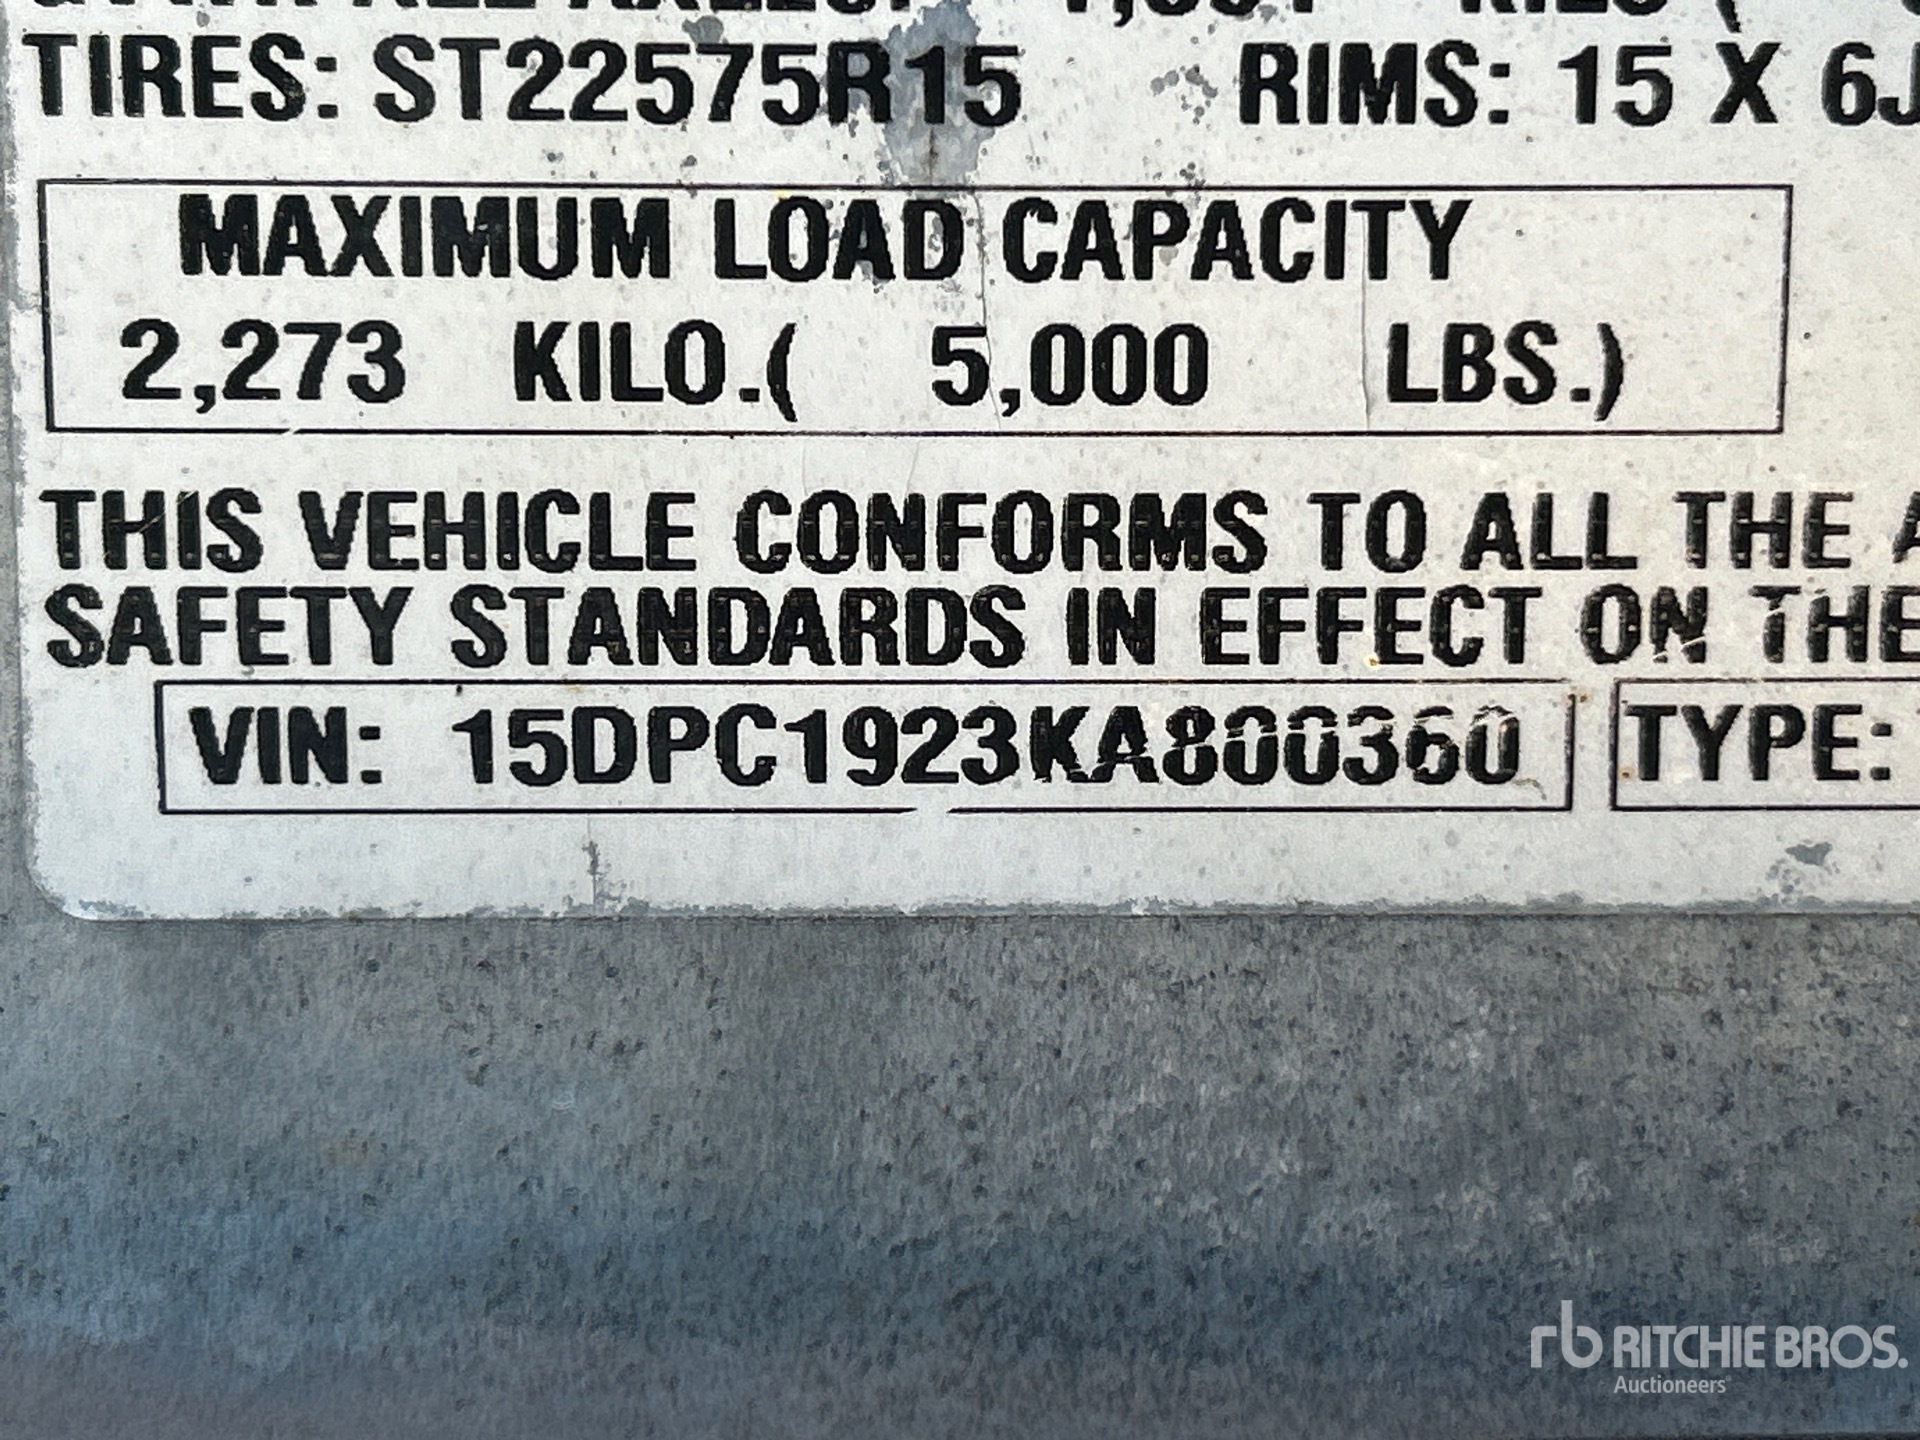 TIRES: ST22575R15 RIMS: 15 X 6J
MAXIMUM LOAD CAPACITY
2,273 KILO.( 5,000 LBS.)
THIS VEHICLE CONFORMS TO ALL THE A
SAFETY STANDARDS IN EFFECT ON THE
VIN: 15DPC1923KA800360 TYPE:
rb RITCHIE BROS.
Auctioneers